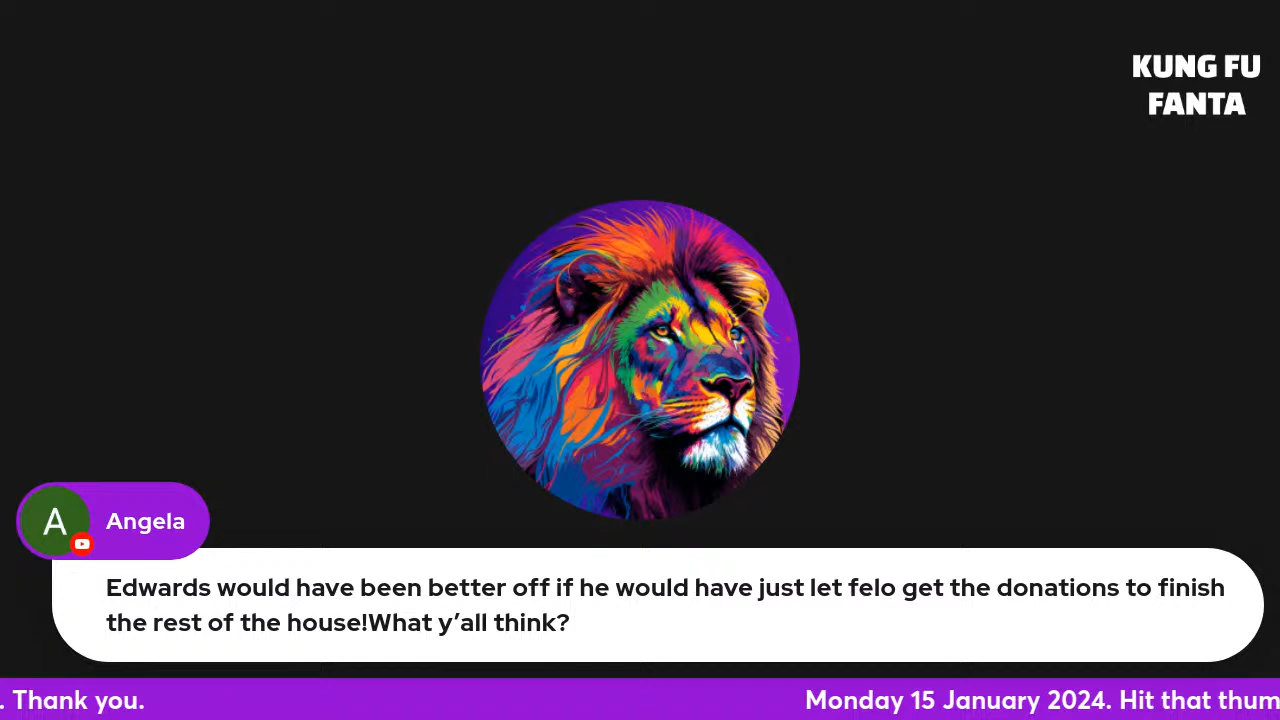 KUNG FU
FANTA
A
Angela
Edwards would have been better off if he would have just let felo get the donations to finish
the rest of the house!What y’all think?
. Thank you.
Monday 15 January 2024. Hit that thum